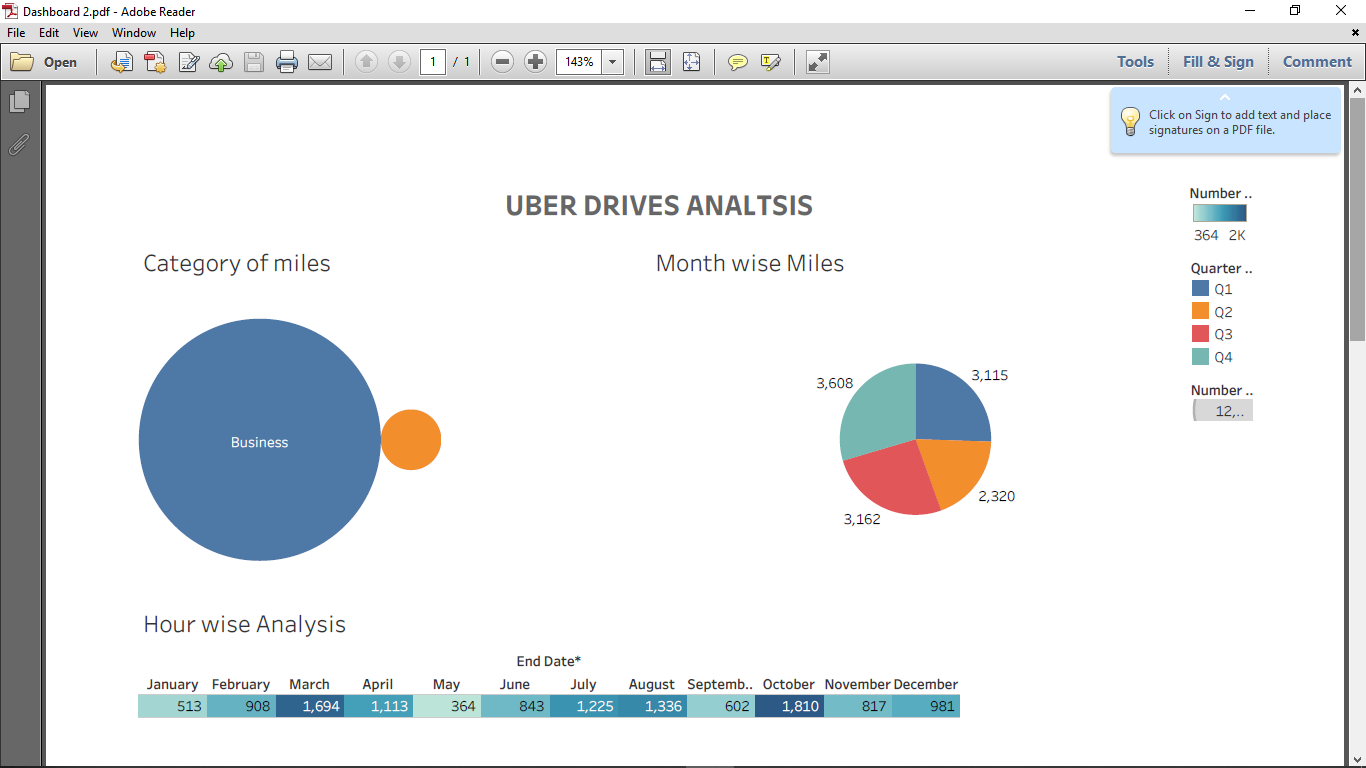 Dashboard 2.pdf - Adobe Reader
File Edit View Window Help
Open 1 / 1 143% Tools Fill & Sign Comment
Click on Sign to add text and place
signatures on a PDF file.
UBER DRIVES ANALTSIS
Category of miles
Business
Month wise Miles
3,608
3,115
2,320
3,162
Number ..
364 2K
Quarter ..
Q1
Q2
Q3
Q4
Number ..
12,..
Hour wise Analysis
End Date*
January February March April May June July August Septemb.. October November December
513 908 1,694 1,113 364 843 1,225 1,336 602 1,810 817 981